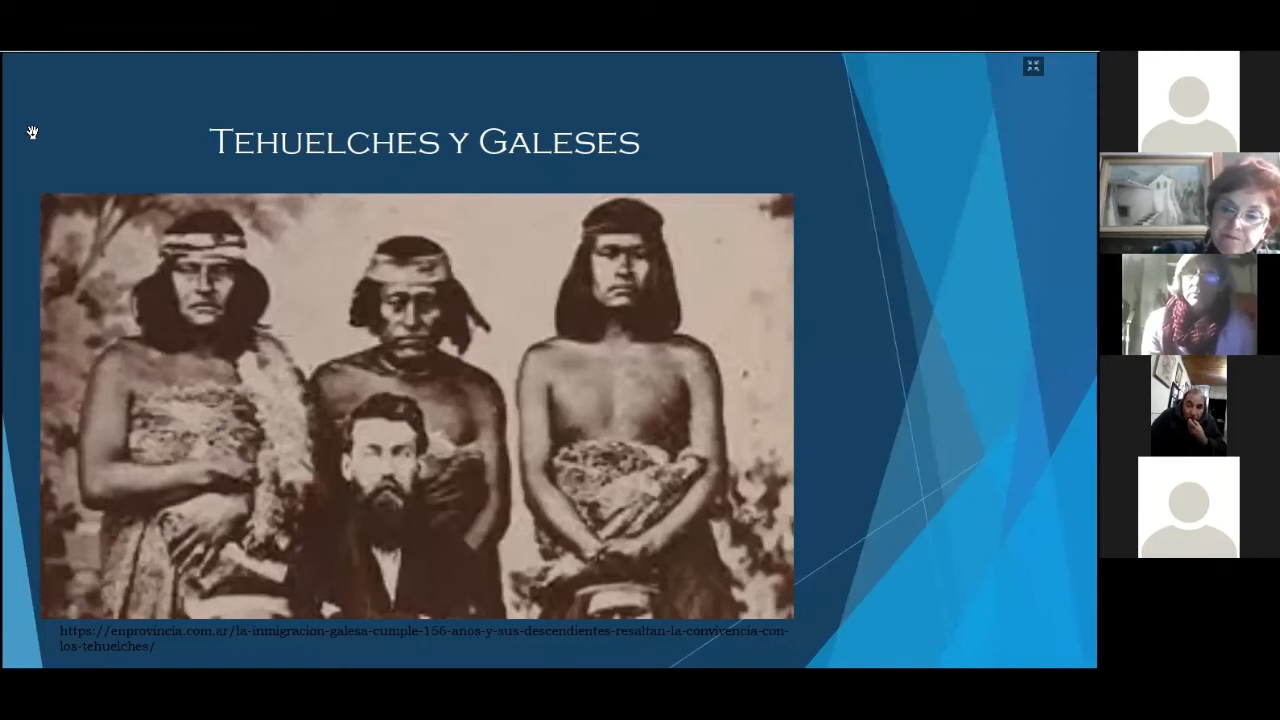 Tehuelches y Galeses
https://enprovincia.com.ar/la-inmigracion-galesa-cumple-156-anos-y-sus-descendientes-resaltan-la-convivencia-con-
los-tehuelches/